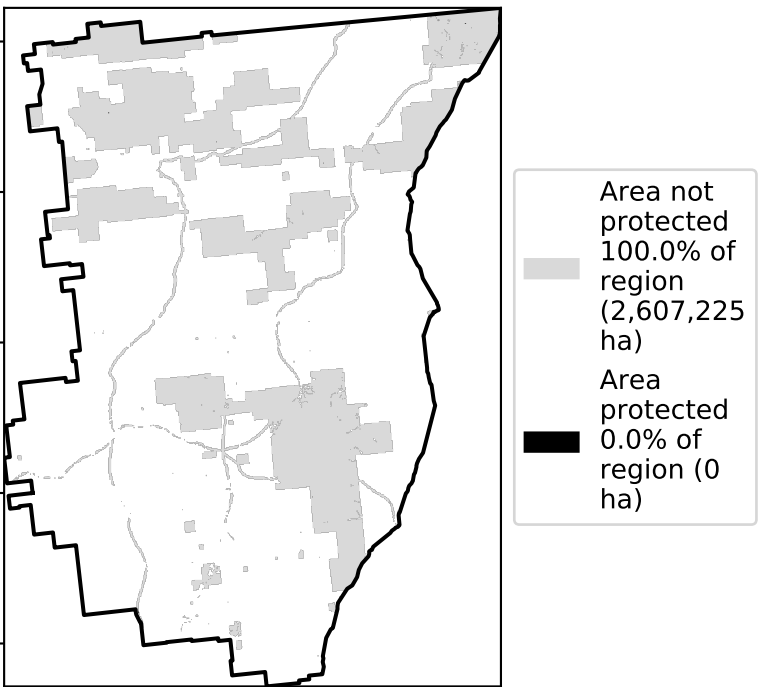 Area not
protected
100.0% of
region
(2,607,225
ha)
Area
protected
0.0% of
region (0
ha)